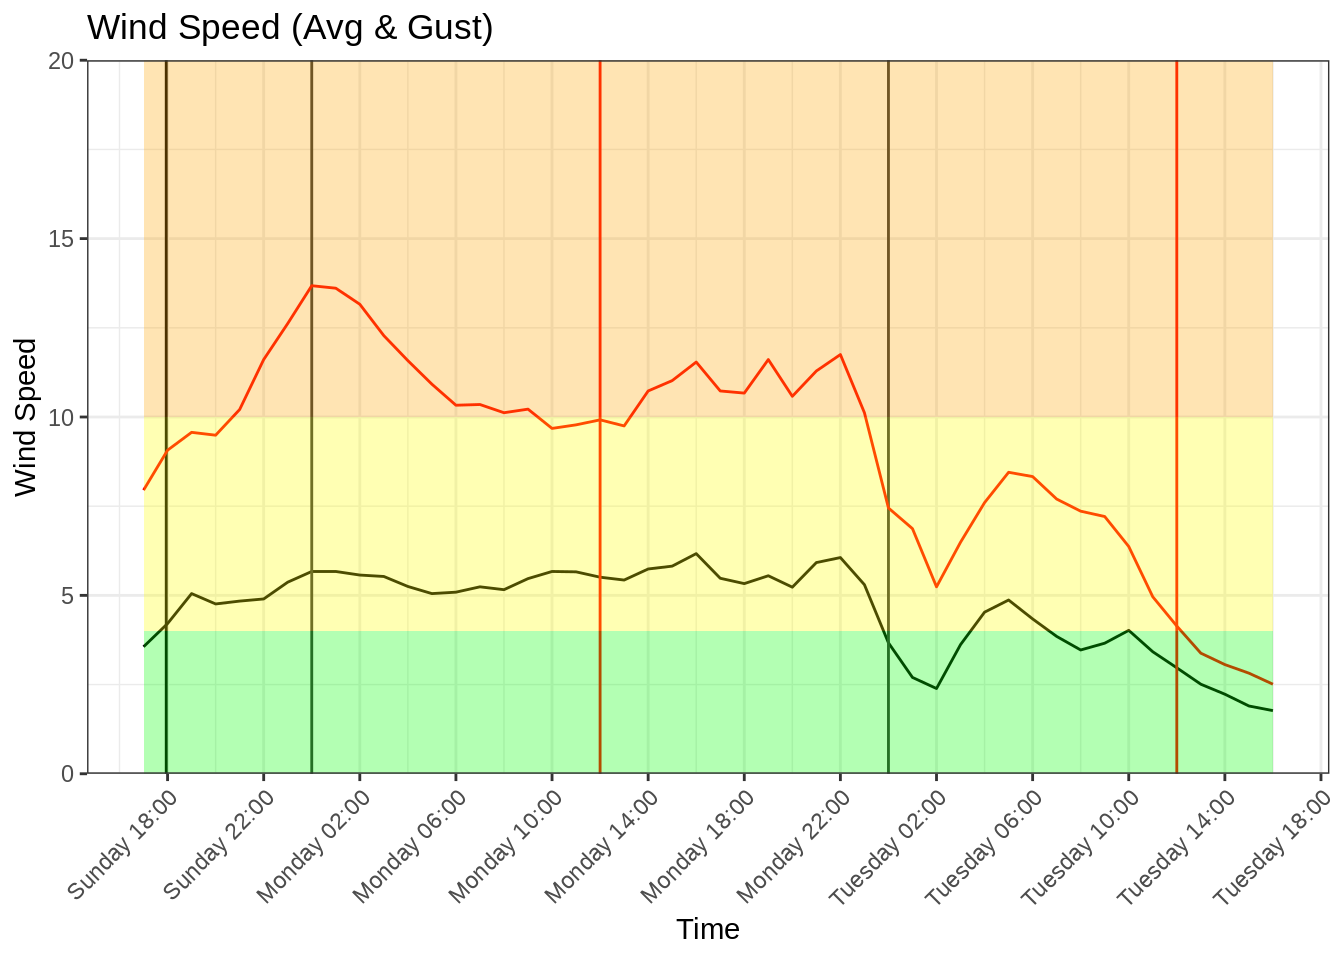 Wind Speed (Avg & Gust)
20
15
10
5
0
Wind Speed
Sunday 18:00
Sunday 22:00
Monday 02:00
Monday 06:00
Monday 10:00
Monday 14:00
Monday 18:00
Monday 22:00
Tuesday 02:00
Tuesday 06:00
Tuesday 10:00
Tuesday 14:00
Tuesday 18:00
Time